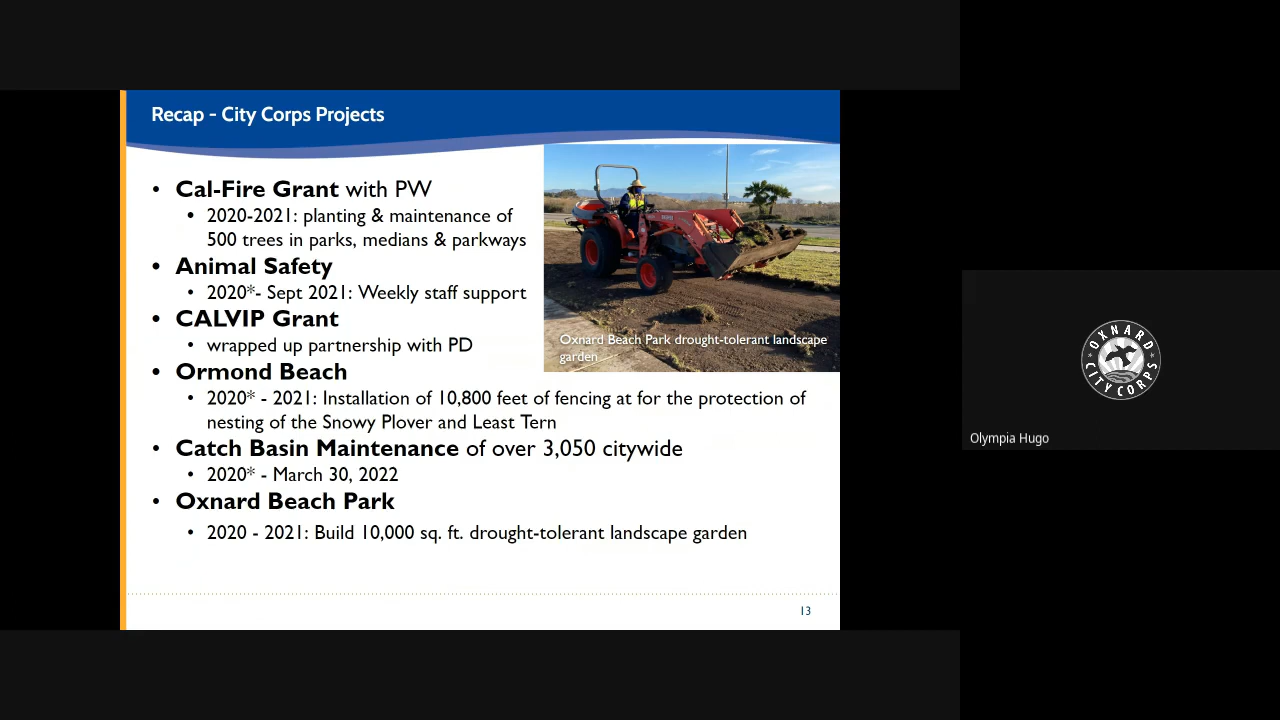 Recap - City Corps Projects
• Cal-Fire Grant with PW
• 2020-2021: planting & maintenance of
500 trees in parks, medians & parkways
• Animal Safety
• 2020*- Sept 2021: Weekly staff support
• CALVIP Grant
• wrapped up partnership with PD
Oxnard Beach Park drought-tolerant landscape
garden
• Ormond Beach
• 2020* - 2021: Installation of 10,800 feet of fencing at for the protection of
nesting of the Snowy Plover and Least Tern
• Catch Basin Maintenance of over 3,050 citywide
• 2020* - March 30, 2022
• Oxnard Beach Park
• 2020 - 2021: Build 10,000 sq. ft. drought-tolerant landscape garden
13
OXNARD
CITY CORPS
Olympia Hugo